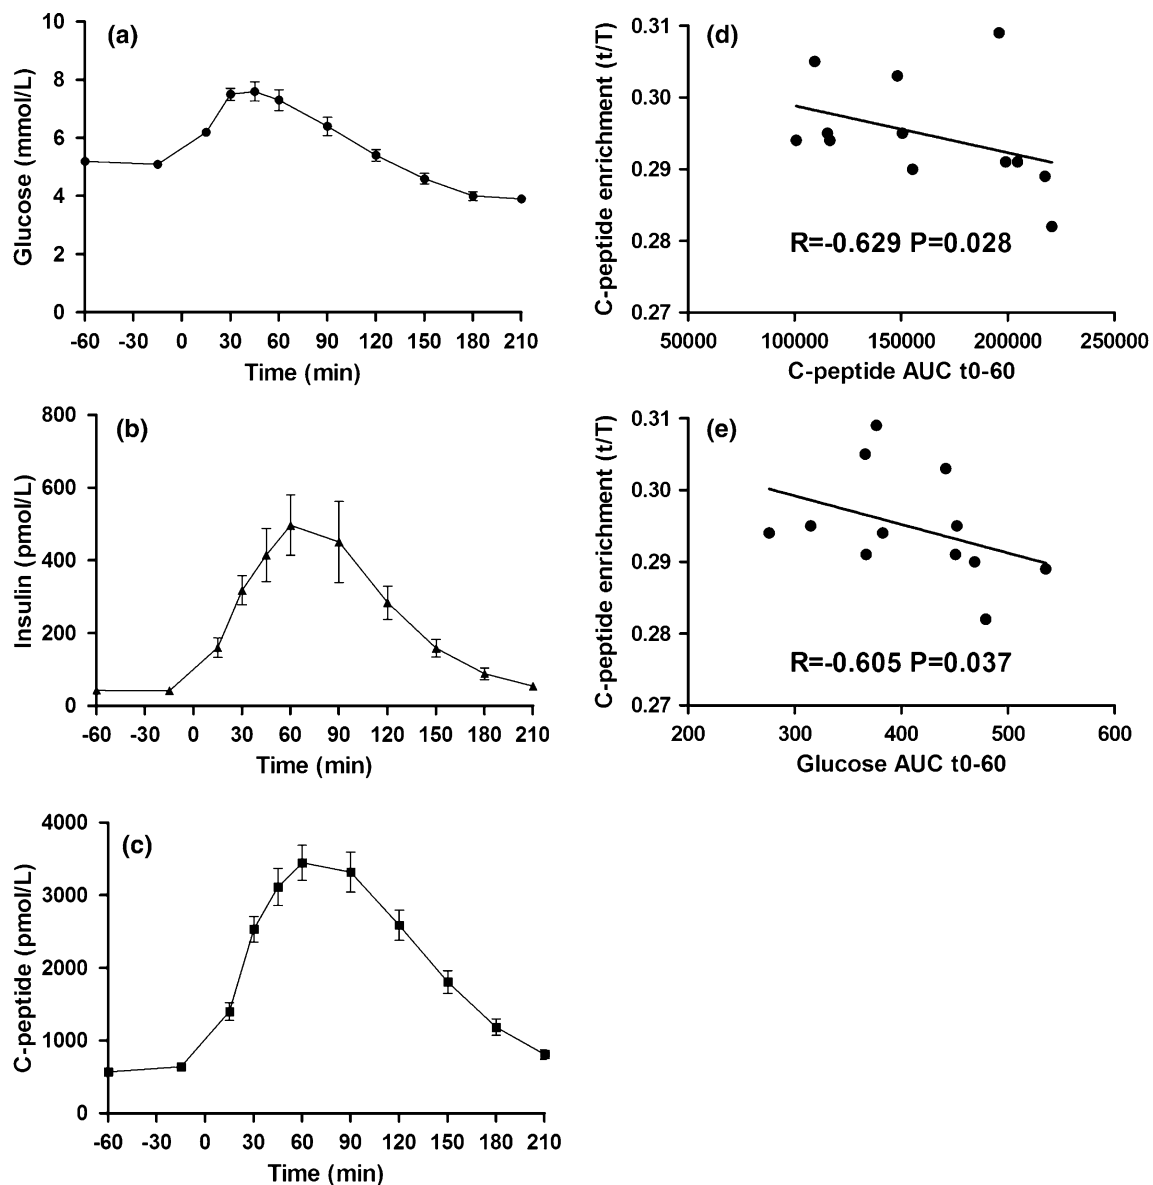 (a)
Glucose (mmol/L)
10
8
6
4
2
0
-60 -30 0 30 60 90 120 150 180 210
Time (min)
(b)
Insulin (pmol/L)
800
600
400
200
0
-60 -30 0 30 60 90 120 150 180 210
Time (min)
(c)
C-peptide (pmol/L)
4000
3000
2000
1000
0
-60 -30 0 30 60 90 120 150 180 210
Time (min)
(d)
C-peptide enrichment (t/T)
0.31
0.30
0.29
0.28
0.27
R=-0.629 P=0.028
50000 100000 150000 200000 250000
C-peptide AUC t0-60
(e)
C-peptide enrichment (t/T)
0.31
0.30
0.29
0.28
0.27
R=-0.605 P=0.037
200 300 400 500 600
Glucose AUC t0-60